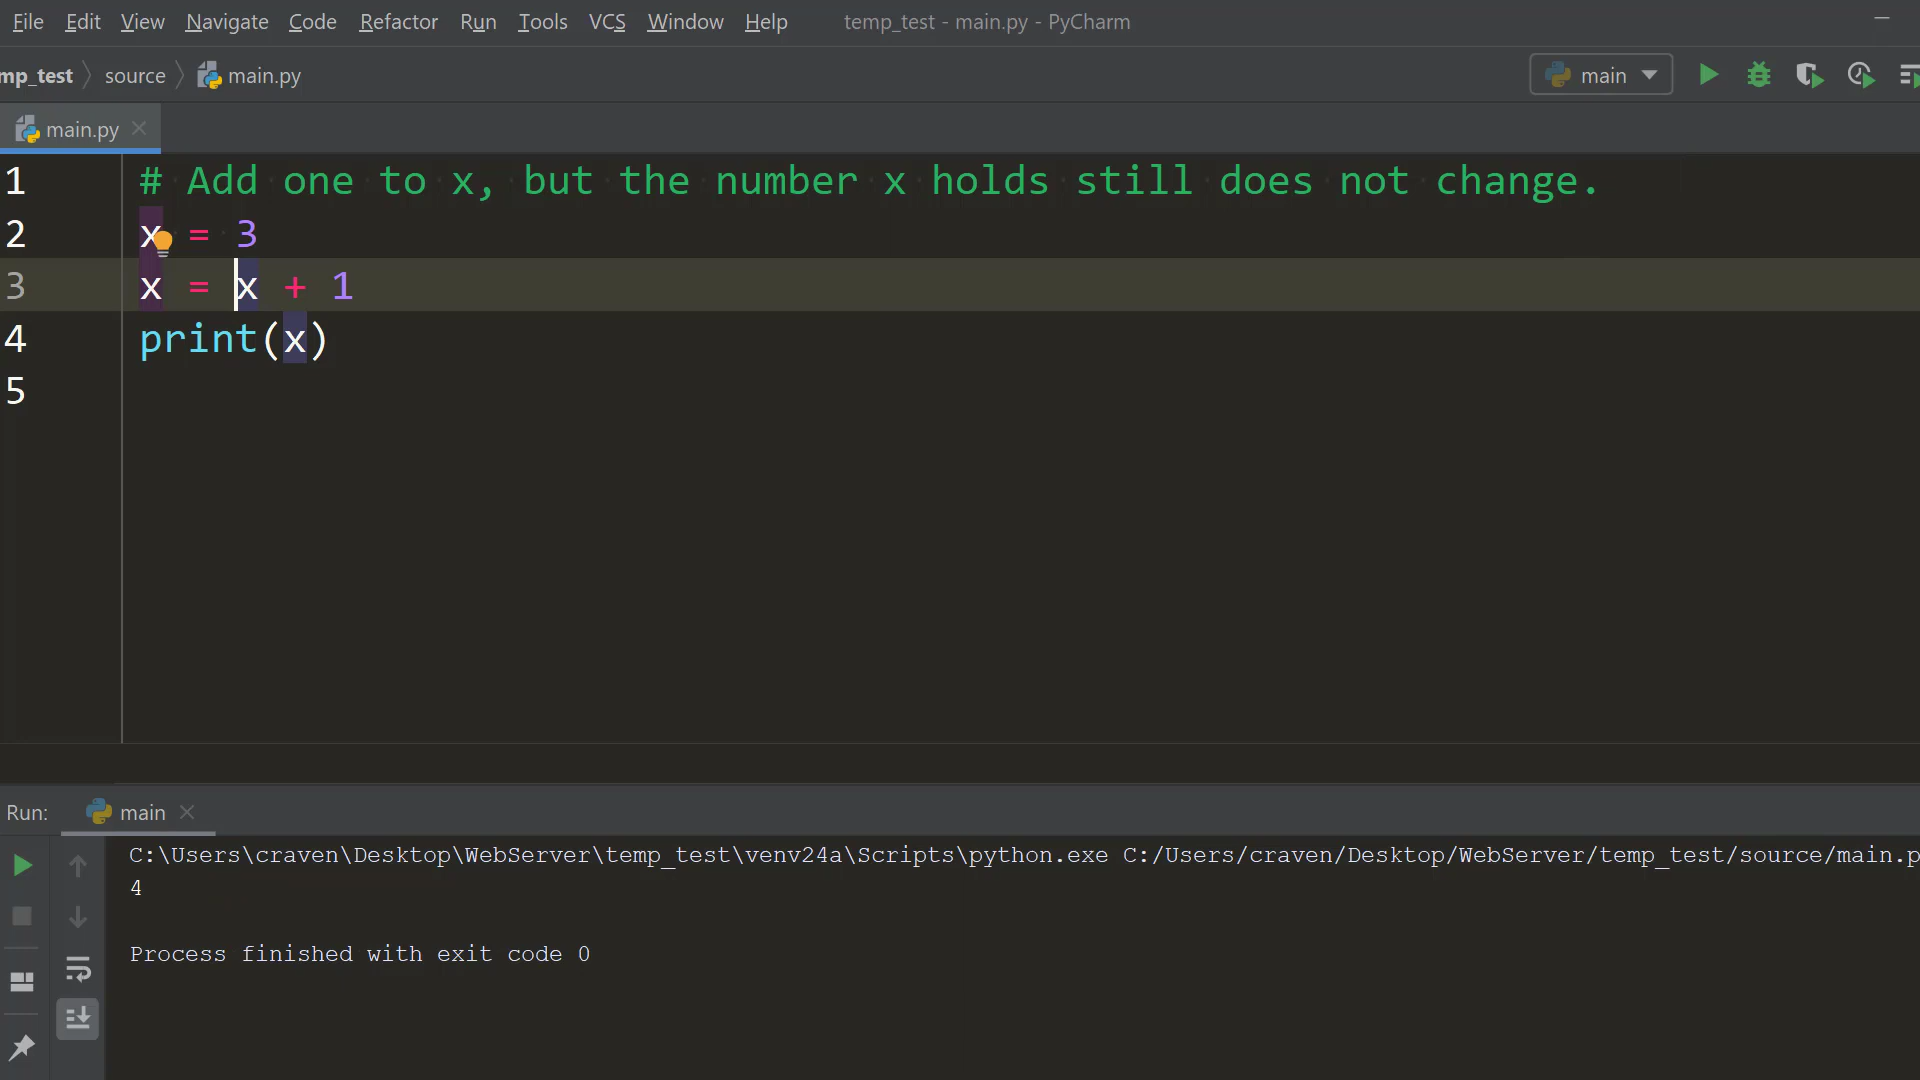 File Edit View Navigate Code Refactor Run Tools VCS Window Help temp_test - main.py - PyCharm
mp_test source main.py main
main.py
1 # Add one to x, but the number x holds still does not change.
2 x = 3
3 x = x + 1
4 print(x)
5
Run: main
C:\Users\craven\Desktop\WebServer\temp_test\venv24a\Scripts\python.exe C:/Users/craven/Desktop/WebServer/temp_test/source/main.p
4
Process finished with exit code 0